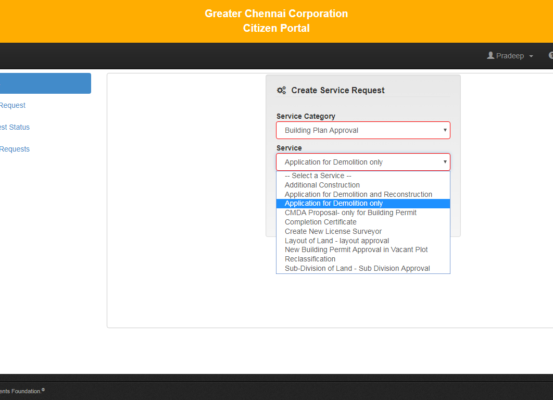 Greater Chennai Corporation
Citizen Portal
Pradeep
Request
est Status
Requests
Create Service Request
Service Category
Building Plan Approval
Service
Application for Demolition only
-- Select a Service --
Additional Construction
Application for Demolition and Reconstruction
Application for Demolition only
CMDA Proposal- only for Building Permit
Completion Certificate
Create New License Surveyor
Layout of Land - layout approval
New Building Permit Approval in Vacant Plot
Reclassification
Sub-Division of Land - Sub Division Approval
ents Foundation ®